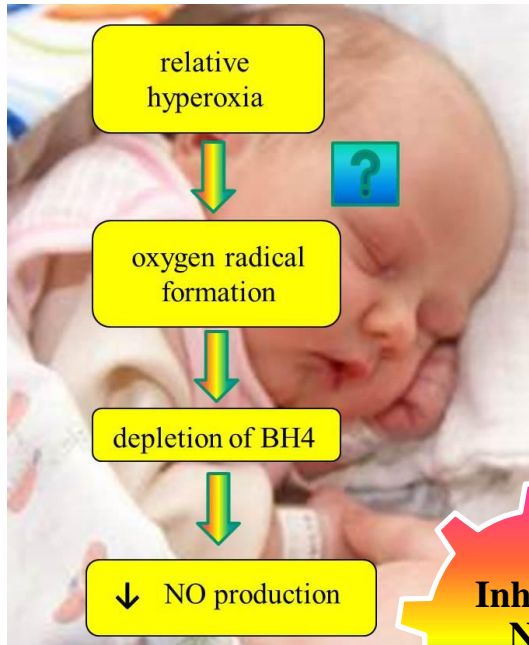 relative
hyperoxia
?
oxygen radical
formation
depletion of BH4
↓ NO production
Inh
N